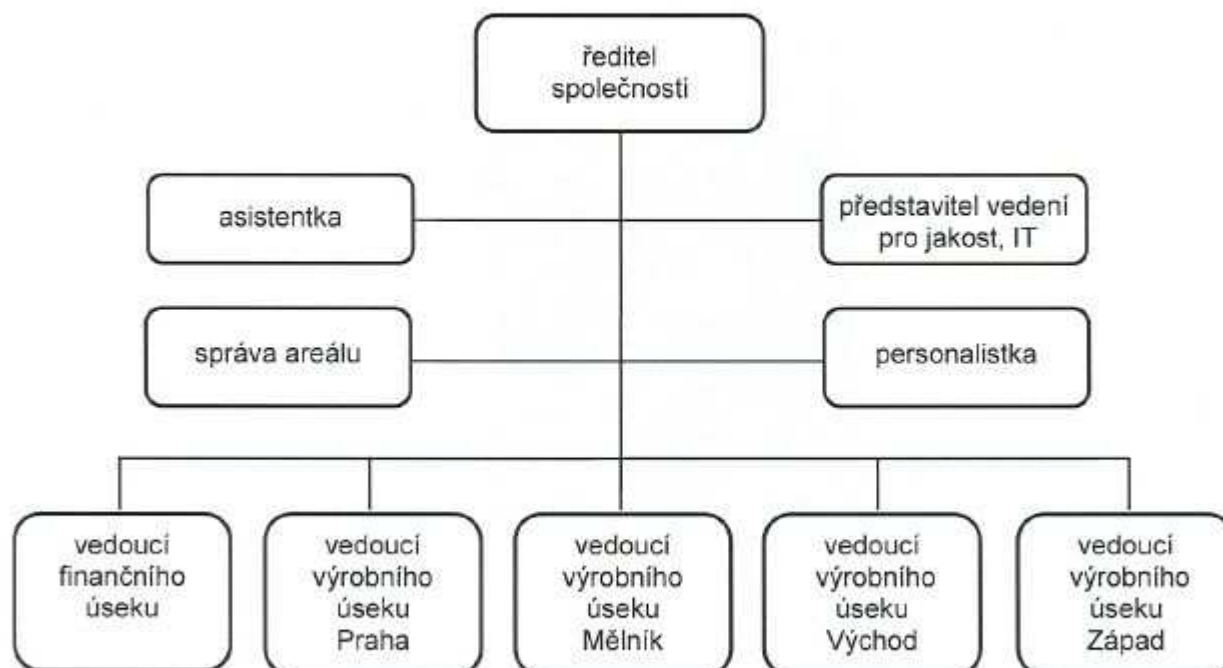 ředitel
společnosti
asistentka
představitel vedení
pro jakost, IT
správa areálu
personalistka
vedoucí
finančního
úseku
vedoucí
výrobního
úseku
Praha
vedoucí
výrobního
úseku
Mělník
vedoucí
výrobního
úseku
Východ
vedoucí
výrobního
úseku
Západ